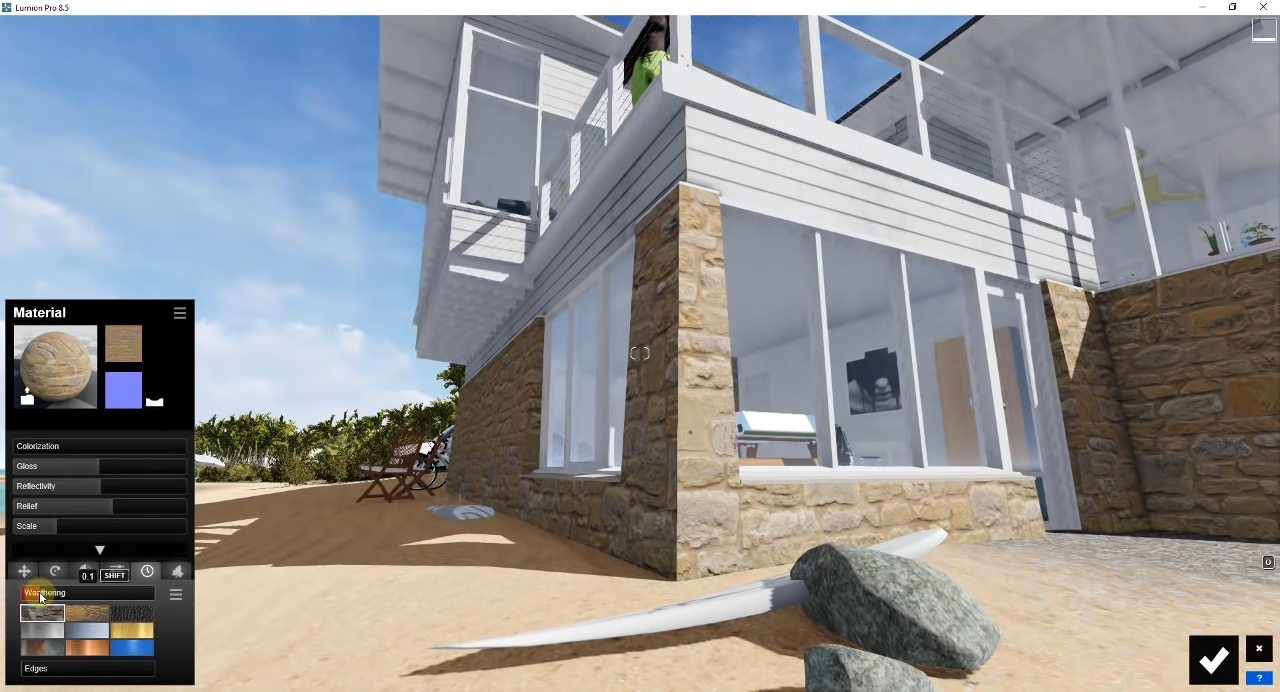 Lumion Pro 8.5
Material
Colorization
Gloss
Reflectivity
Relief
Scale
0.1 SHIFT
Weathering
Edges
O
?